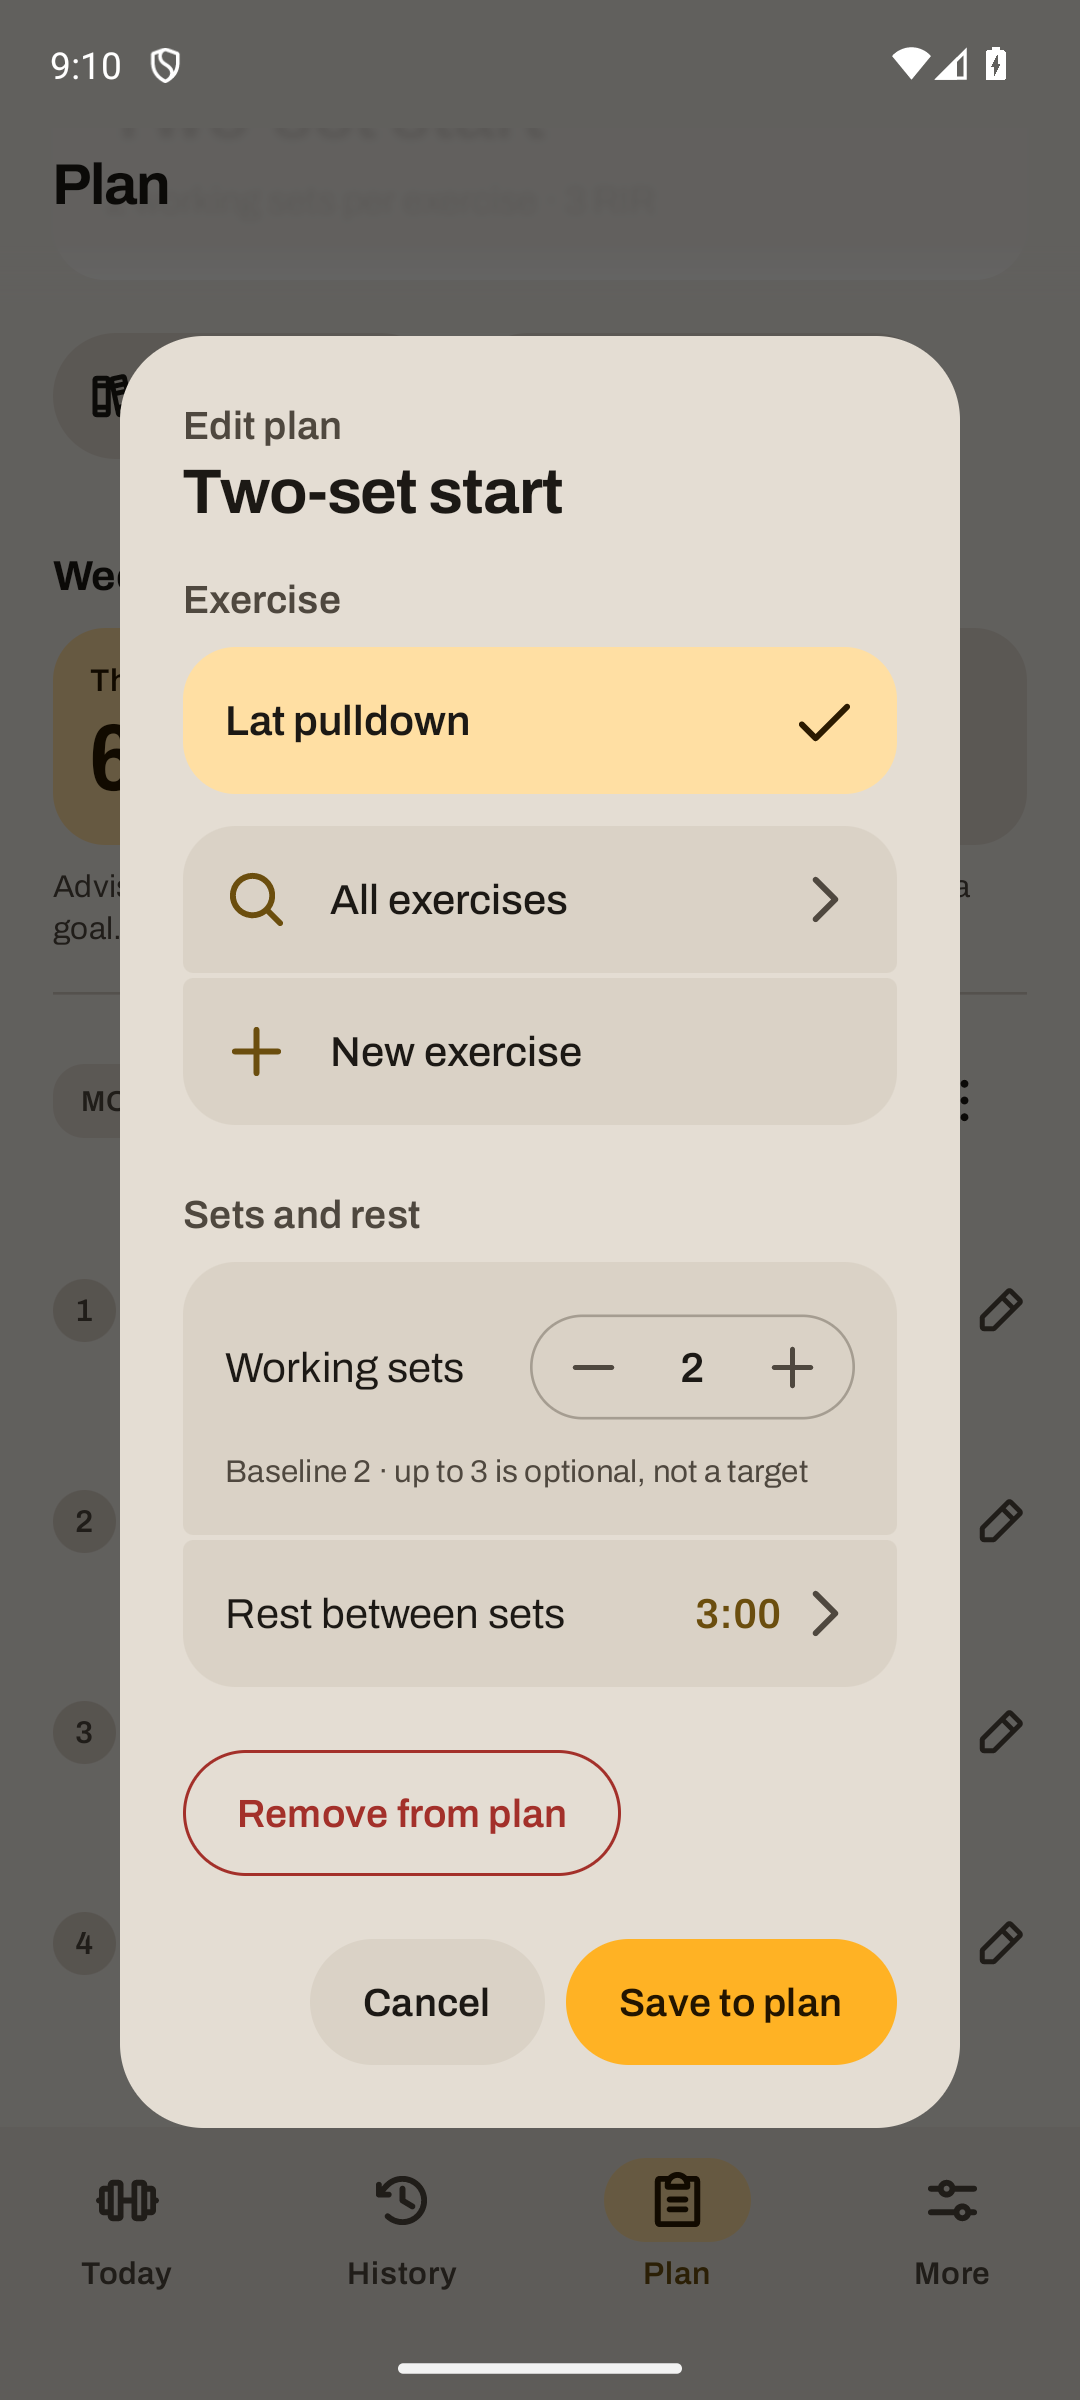 9:10
Plan
Edit plan
Two-set start
Exercise
Lat pulldown
All exercises
New exercise
Sets and rest
Working sets
2
Baseline 2 · up to 3 is optional, not a target
Rest between sets
3:00
Remove from plan
Cancel
Save to plan
goal.
1
2
3
4
Today
History
Plan
More